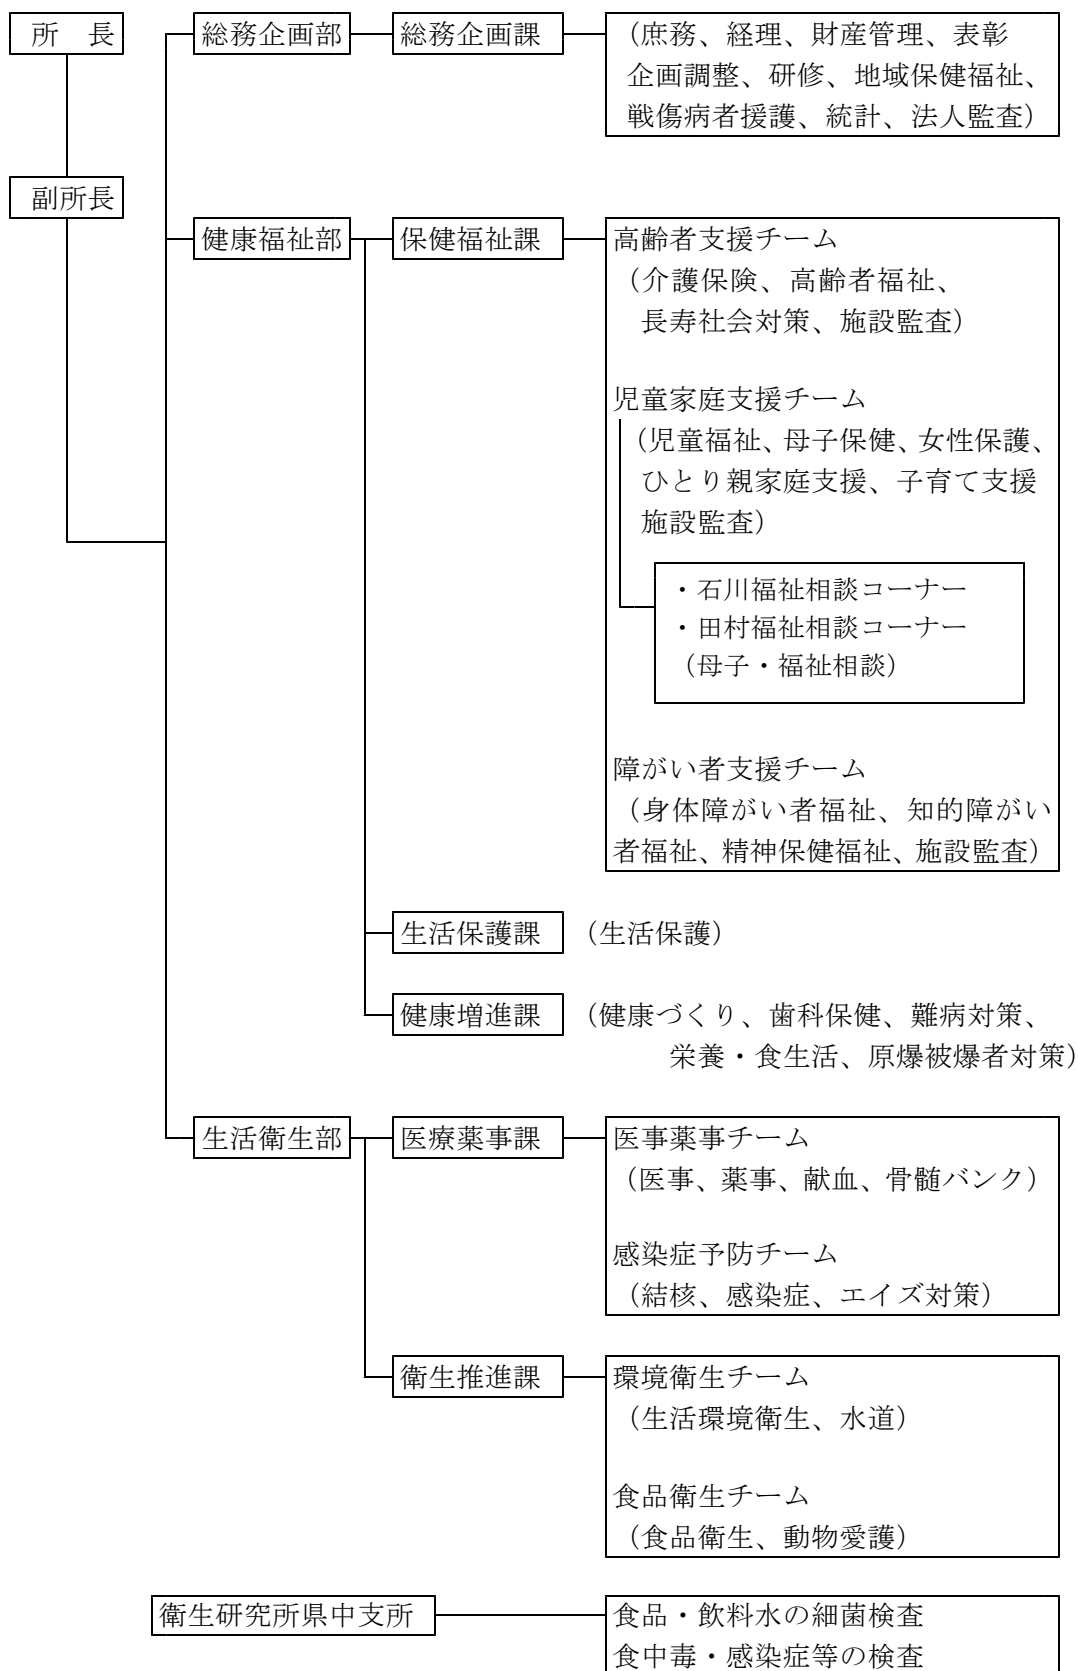 所　長
総務企画部
総務企画課
（庶務、経理、財産管理、表彰
企画調整、研修、地域保健福祉、
戦傷病者援護、統計、法人監査）
副所長
健康福祉部
保健福祉課
高齢者支援チーム
（介護保険、高齢者福祉、
長寿社会対策、施設監査）
児童家庭支援チーム
（児童福祉、母子保健、女性保護、
ひとり親家庭支援、子育て支援
施設監査）
・石川福祉相談コーナー
・田村福祉相談コーナー
（母子・福祉相談）
障がい者支援チーム
（身体障がい者福祉、知的障がい
者福祉、精神保健福祉、施設監査）
生活保護課
（生活保護）
健康増進課
（健康づくり、歯科保健、難病対策、
栄養・食生活、原爆被爆者対策）
生活衛生部
医療薬事課
医事薬事チーム
（医事、薬事、献血、骨髄バンク）
感染症予防チーム
（結核、感染症、エイズ対策）
衛生推進課
環境衛生チーム
（生活環境衛生、水道）
食品衛生チーム
（食品衛生、動物愛護）
衛生研究所県中支所
食品・飲料水の細菌検査
食中毒・感染症等の検査